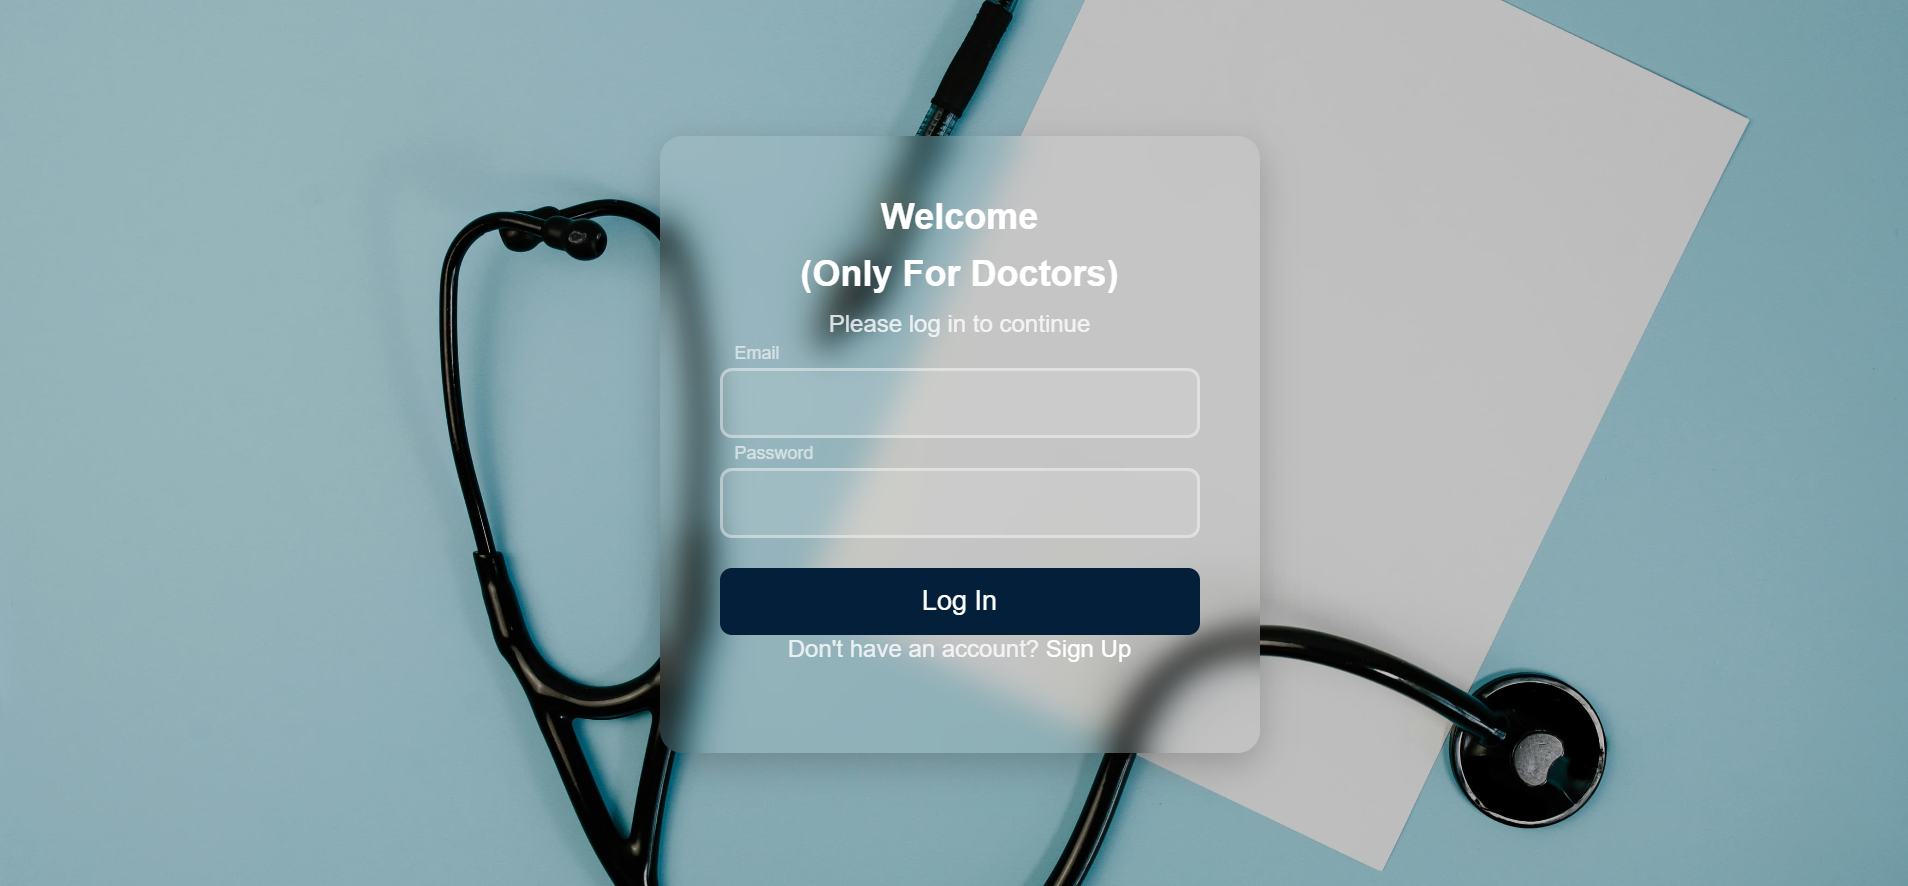 Welcome
(Only For Doctors)
Please log in to continue
Email
Password
Log In
Don't have an account? Sign Up